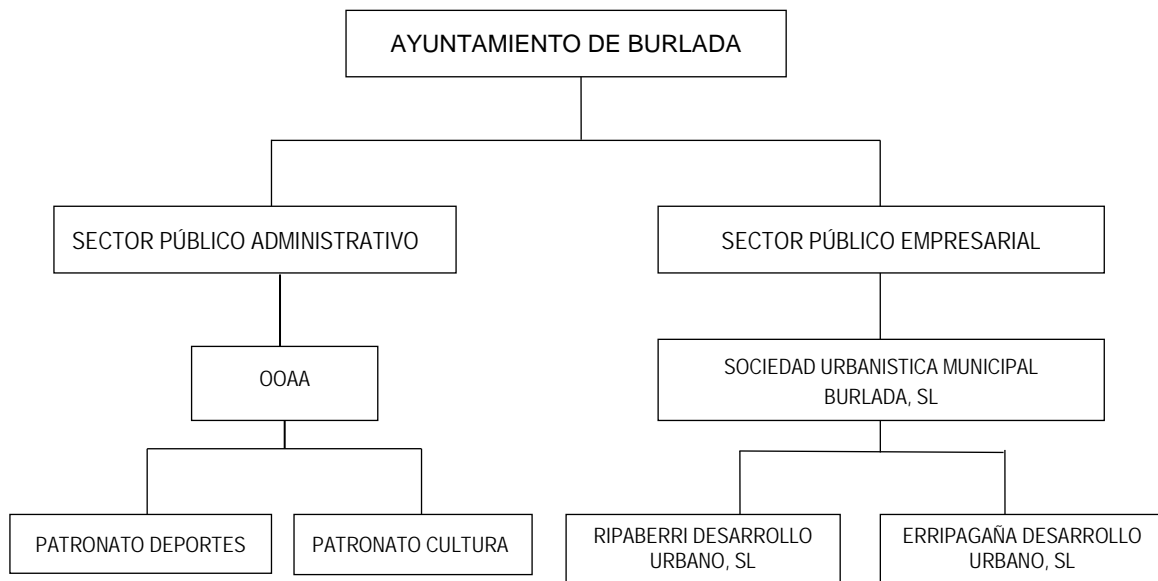 AYUNTAMIENTO DE BURLADA
SECTOR PÚBLICO ADMINISTRATIVO
SECTOR PÚBLICO EMPRESARIAL
OOAA
SOCIEDAD URBANISTICA MUNICIPAL
BURLADA, SL
PATRONATO DEPORTES
PATRONATO CULTURA
RIPABERRI DESARROLLO
URBANO, SL
ERRIPAGAÑA DESARROLLO
URBANO, SL